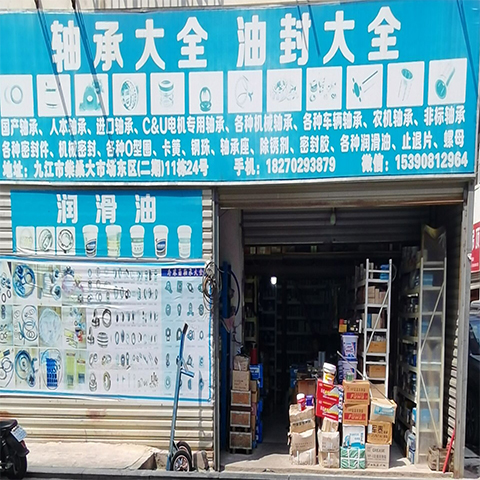 轴承大全 油封大全
国产轴承、人本轴承、进口轴承、C&U电机专用轴承、各种机械轴承、各种车辆轴承、农机轴承、非标轴承
各种密封件、机械密封、各种O型圈、卡簧、钢珠、轴承座、除锈剂、密封胶、各种润滑油、止退片、螺母
地址：九江市柴桑大市场东区(二期)11栋24号 手机：18270293879 微信：15390812964
润滑油